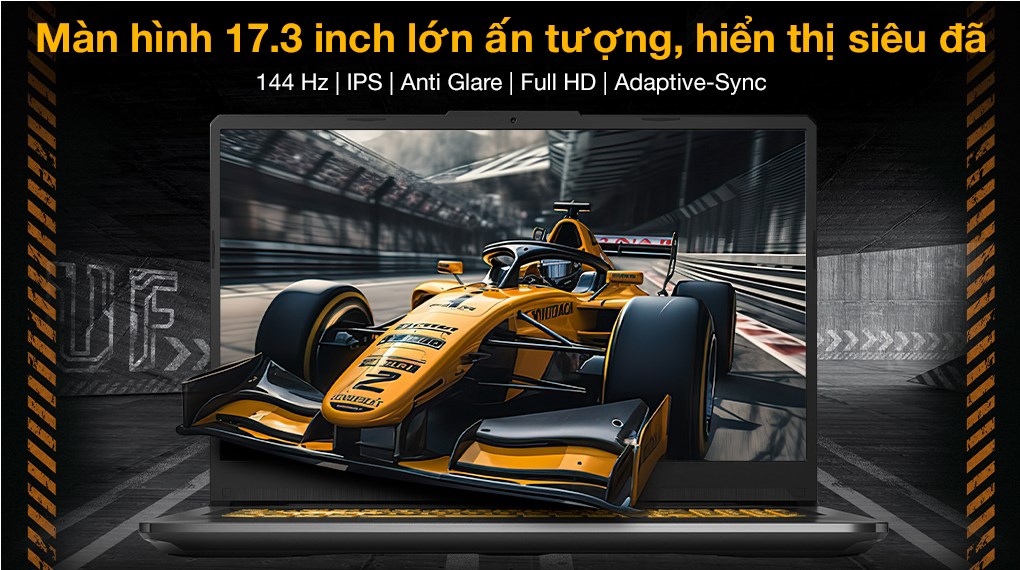 Màn hình 17.3 inch lớn ấn tượng, hiển thị siêu đã
144 Hz | IPS | Anti Glare | Full HD | Adaptive-Sync
2